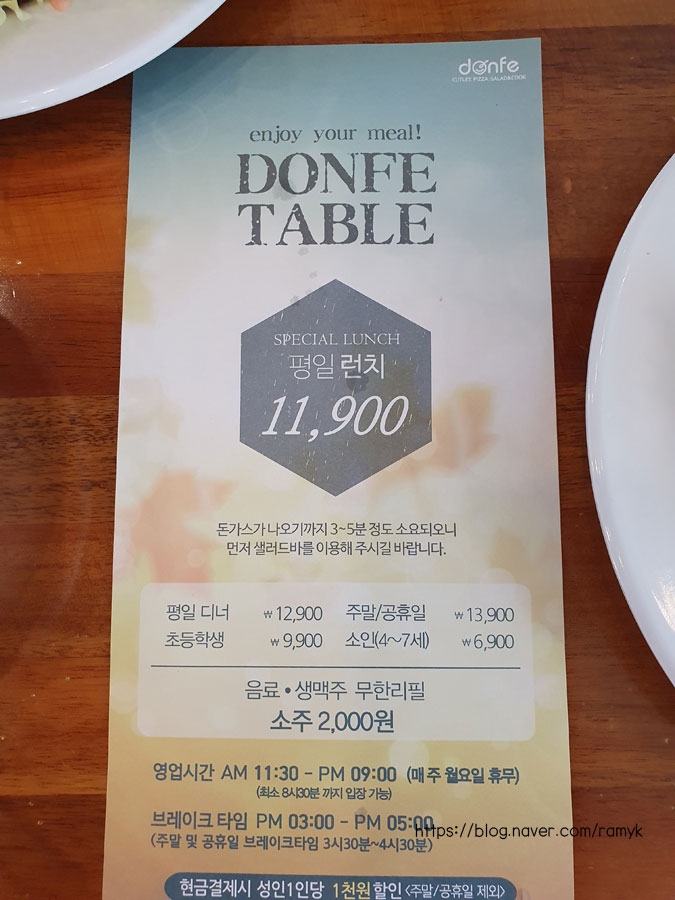 donfe
CUTLET PIZZA SALAD&COOK
enjoy your meal!
DONFE
TABLE
SPECIAL LUNCH
평일 런치
11,900
돈가스가 나오기까지 3~5분 정도 소요되오니
먼저 샐러드바를 이용해 주시길 바랍니다.
평일 디너 ₩12,900 주말/공휴일 ₩13,900
초등학생 ₩9,900 소인(4~7세) ₩6,900
음료 • 생맥주 무한리필
소주 2,000원
영업시간 AM 11:30 - PM 09:00 (매주 월요일 휴무)
(최소 8시30분 까지 입장 가능)
브레이크 타임 PM 03:00 - PM 05:00
https://blog.naver.com/ramyk
(주말 및 공휴일 브레이크타임 3시30분~4시30분)
현금결제시 성인1인당 1천원 할인 <주말/공휴일 제외>